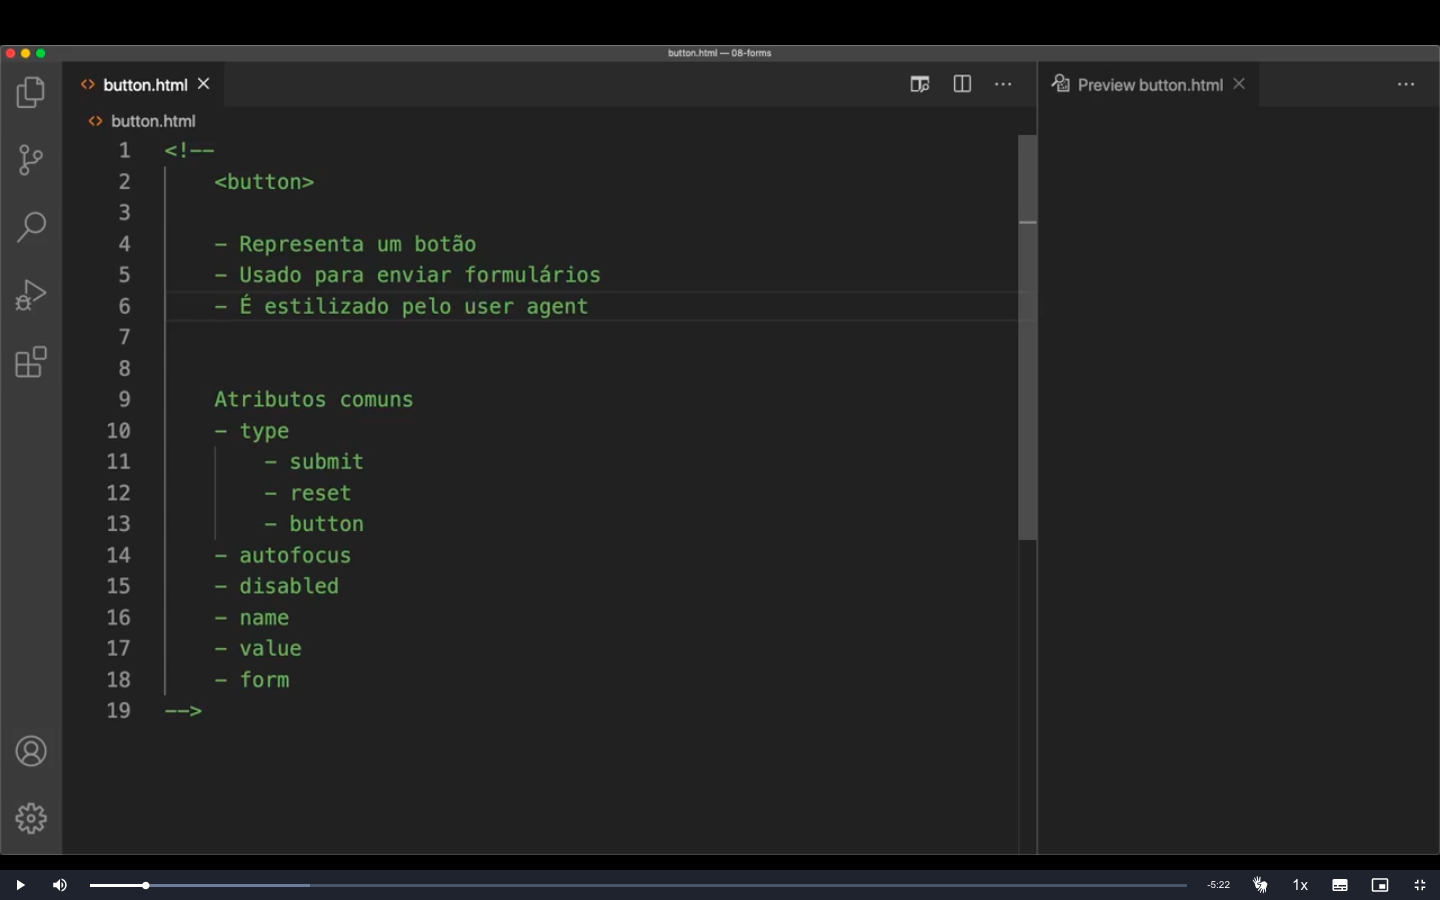 button.html — 08-forms
button.html
Preview button.html
button.html
1 <!--
2 <button>
3
4 - Representa um botão
5 - Usado para enviar formulários
6 - É estilizado pelo user agent
7
8
9 Atributos comuns
10 - type
11 - submit
12 - reset
13 - button
14 - autofocus
15 - disabled
16 - name
17 - value
18 - form
19 -->
-5:22
1x